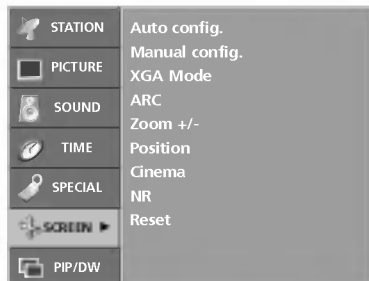 STATION
PICTURE
SOUND
TIME
SPECIAL
SCREEN
PIP/DW
Auto config.
Manual config.
XGA Mode
ARC
Zoom +/-
Position
Cinema
NR
Reset